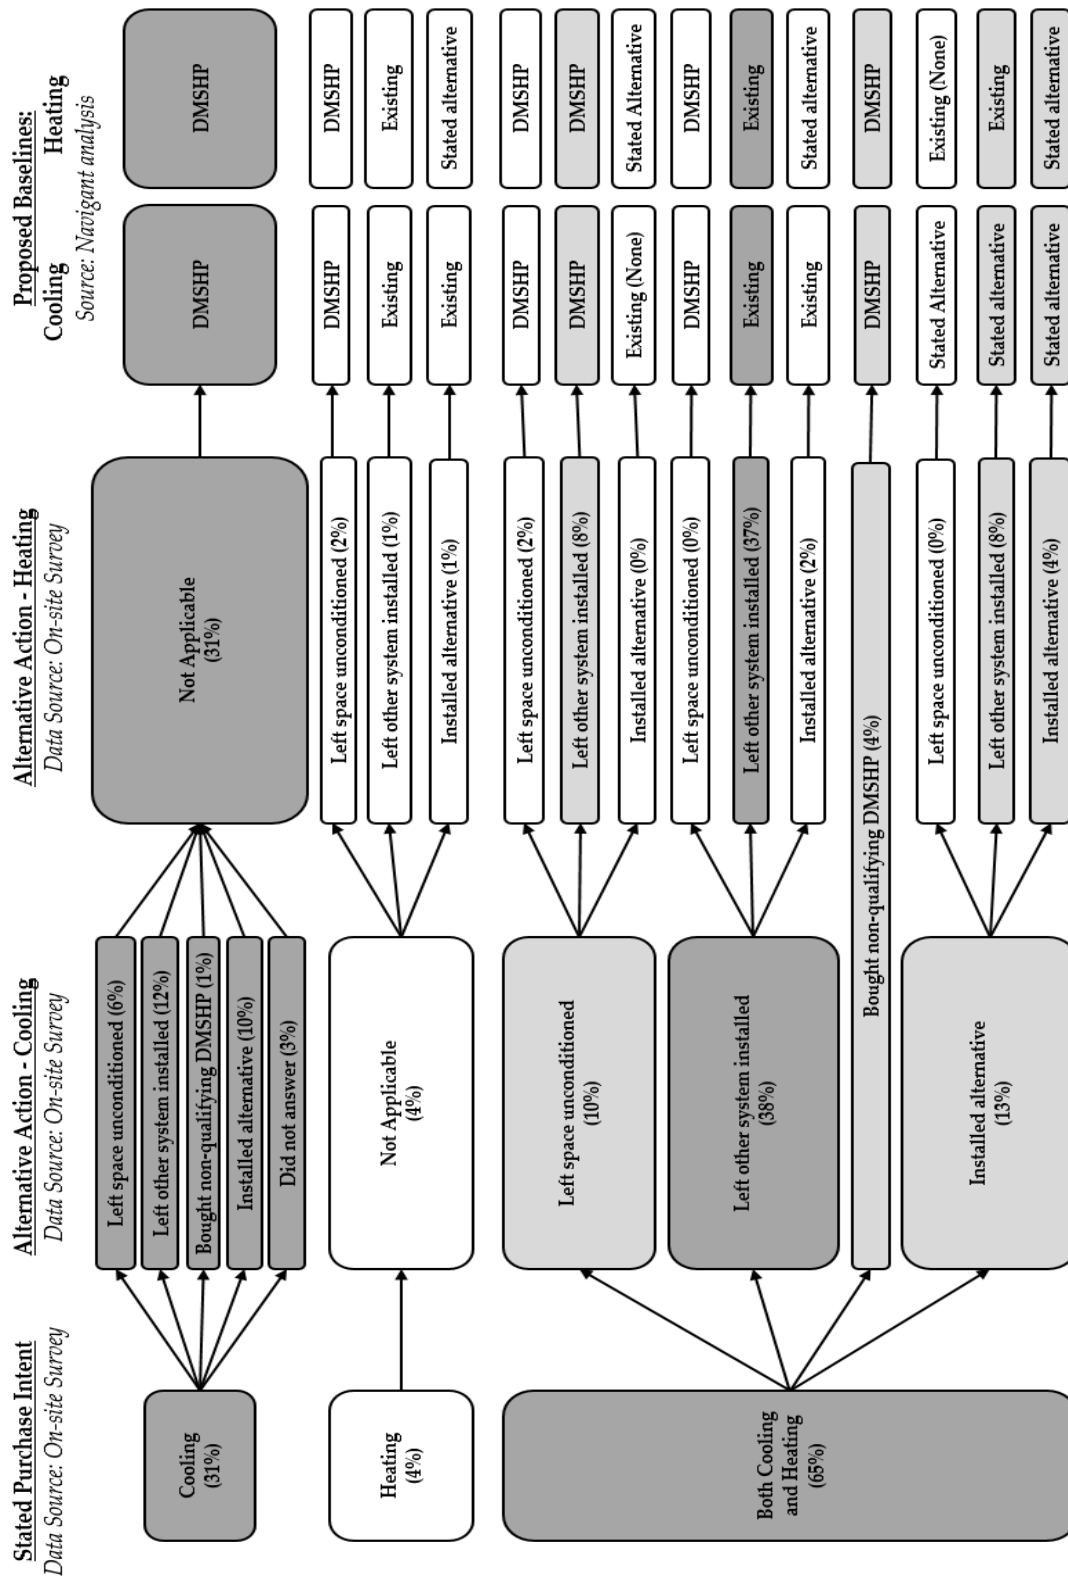 Stated Purchase Intent
Data Source: On-site Survey
Alternative Action - Cooling
Data Source: On-site Survey
Alternative Action - Heating
Data Source: On-site Survey
Proposed Baselines:
Cooling Heating
Source: Navigant analysis
Cooling
(31%)
Left space unconditioned (6%)
Left other system installed (12%)
Bought non-qualifying DMSHP (1%)
Installed alternative (10%)
Did not answer (3%)
Not Applicable
(31%)
DMSHP
DMSHP
Heating
(4%)
Not Applicable
(4%)
Left space unconditioned (2%)
DMSHP
DMSHP
Left other system installed (1%)
Existing
Existing
Installed alternative (1%)
Existing
Stated alternative
Both Cooling
and Heating
(65%)
Left space unconditioned
(10%)
Left space unconditioned (2%)
DMSHP
DMSHP
Left other system installed (8%)
DMSHP
DMSHP
Installed alternative (0%)
Existing (None)
Stated Alternative
Left other system installed
(38%)
Left space unconditioned (0%)
DMSHP
DMSHP
Left other system installed (37%)
Existing
Existing
Installed alternative (2%)
Existing
Stated alternative
Bought non-qualifying DMSHP (4%)
DMSHP
DMSHP
Installed alternative
(13%)
Left space unconditioned (0%)
Stated Alternative
Existing (None)
Left other system installed (8%)
Stated alternative
Existing
Installed alternative (4%)
Stated alternative
Stated alternative